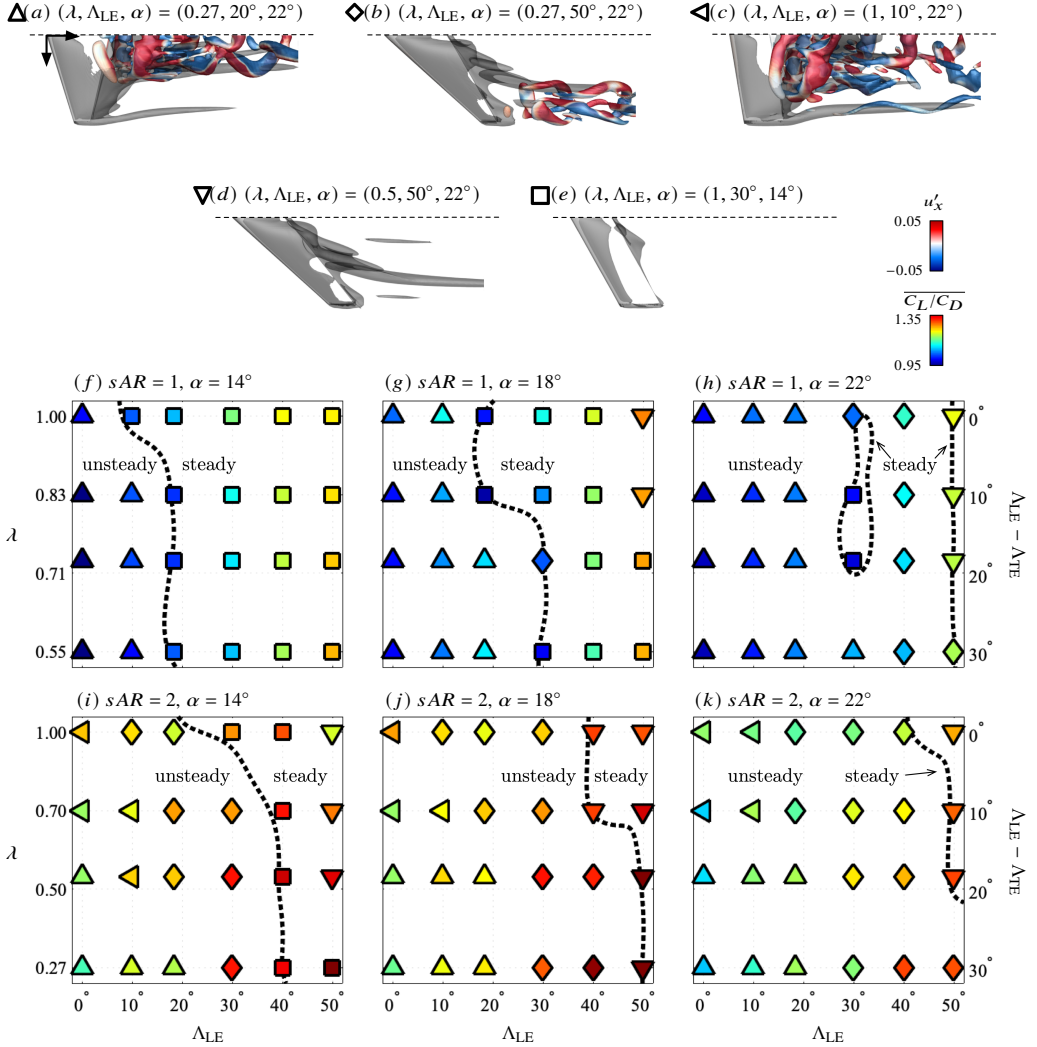 (a) (λ, Λ_LE, α) = (0.27, 20°, 22°)
(b) (λ, Λ_LE, α) = (0.27, 50°, 22°)
(c) (λ, Λ_LE, α) = (1, 10°, 22°)
(d) (λ, Λ_LE, α) = (0.5, 50°, 22°)
(e) (λ, Λ_LE, α) = (1, 30°, 14°)
u′_x
0.05
−0.05
C_L/C_D
1.35
0.95
(f) sAR = 1, α = 14°
(g) sAR = 1, α = 18°
(h) sAR = 1, α = 22°
1.00
0.83
0.71
0.55
λ
unsteady
steady
unsteady
steady
unsteady
steady
0°
10°
20°
30°
Λ_LE − Λ_TE
(i) sAR = 2, α = 14°
(j) sAR = 2, α = 18°
(k) sAR = 2, α = 22°
1.00
0.70
0.50
0.27
λ
unsteady
steady
unsteady
steady
unsteady
steady
0°
10°
20°
30°
Λ_LE − Λ_TE
0° 10° 20° 30° 40° 50°
0° 10° 20° 30° 40° 50°
0° 10° 20° 30° 40° 50°
Λ_LE
Λ_LE
Λ_LE